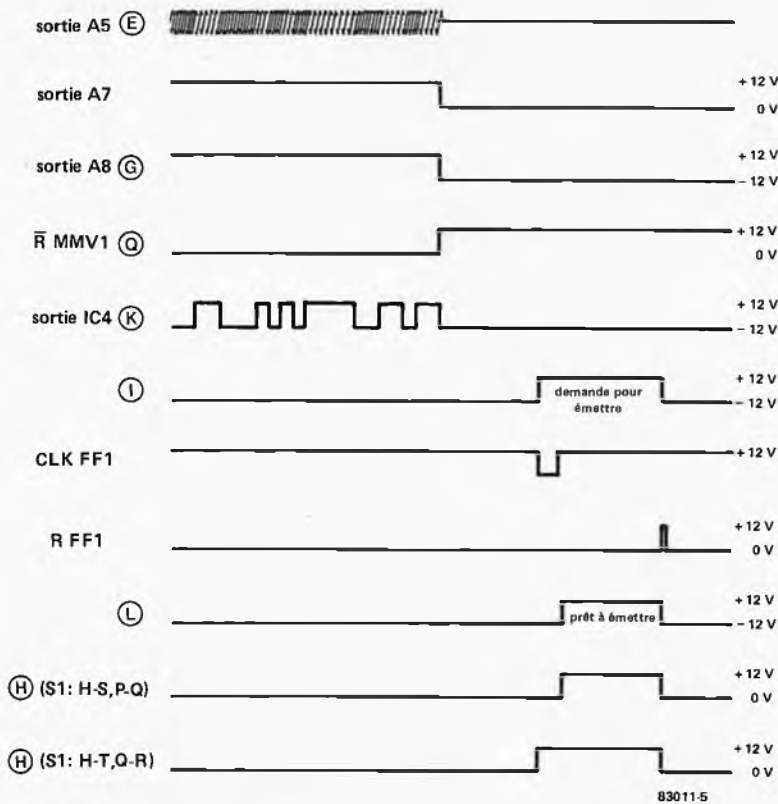 sortie A5 Ⓔ
sortie A7
+ 12 V
0 V
sortie A8 Ⓖ
+ 12 V
– 12 V
R̅ MMV1 Ⓠ
+ 12 V
0 V
sortie IC4 Ⓚ
+ 12 V
– 12 V
Ⓘ
demande pour
émettre
+ 12 V
– 12 V
CLK FF1
+ 12 V
R FF1
+ 12 V
0 V
Ⓛ
prêt à émettre
+ 12 V
– 12 V
Ⓗ (S1: H-S,P-Q)
+ 12 V
0 V
Ⓗ (S1: H-T,Q-R)
+ 12 V
0 V
83011-5